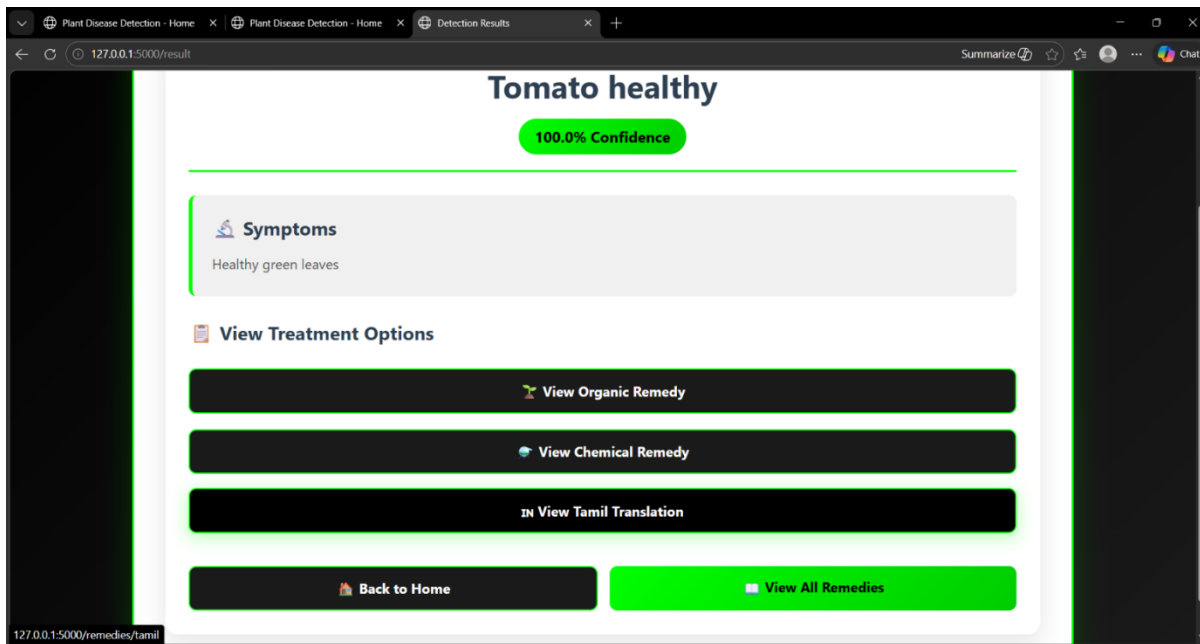 Plant Disease Detection - Home
Plant Disease Detection - Home
Detection Results
127.0.0.1:5000/result
Summarize
Chat
Tomato healthy
100.0% Confidence
Symptoms
Healthy green leaves
View Treatment Options
View Organic Remedy
View Chemical Remedy
IN View Tamil Translation
Back to Home
View All Remedies
127.0.0.1:5000/remedies/tamil